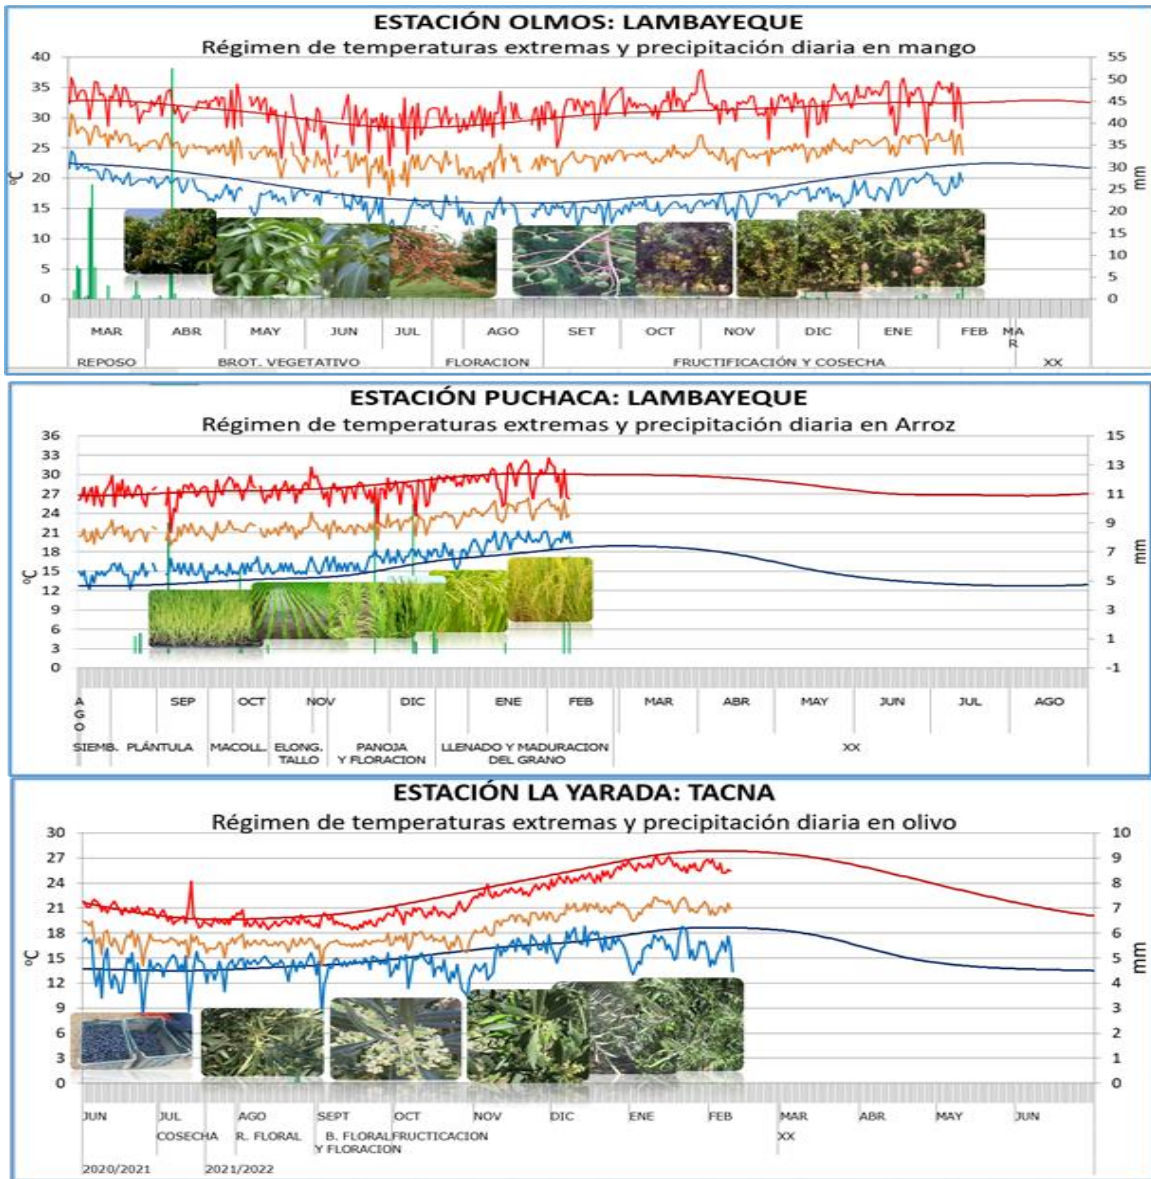 ESTACIÓN OLMOS: LAMBAYEQUE
Régimen de temperaturas extremas y precipitación diaria en mango
40 55
35 50
30 45
25 40
20 35
15 30
10 25
5 20
0 15
10
5
0
ºC mm
MAR ABR MAY JUN JUL AGO SET OCT NOV DIC ENE FEB MA
R
REPOSO BROT. VEGETATIVO FLORACION FRUCTIFICACIÓN Y COSECHA XX
ESTACIÓN PUCHACA: LAMBAYEQUE
Régimen de temperaturas extremas y precipitación diaria en Arroz
36 15
33 13
30 11
27 9
24 7
21 5
18 3
15 1
12 -1
9
6
3
0
ºC mm
A
G
O
SEP OCT NOV DIC ENE FEB MAR ABR MAY JUN JUL AGO
SIEMB. PLÁNTULA MACOLL. ELONG. PANOJA LLENADO Y MADURACION XX
TALLO Y FLORACION DEL GRANO
ESTACIÓN LA YARADA: TACNA
Régimen de temperaturas extremas y precipitación diaria en olivo
30 10
27 9
24 8
21 7
18 6
15 5
12 4
9 3
6 2
3 1
0 0
ºC mm
JUN JUL AGO SEPT OCT NOV DIC ENE FEB MAR ABR MAY JUN
COSECHA R. FLORAL B. FLORAL FRUCTICACION XX
Y FLORACION
2020/2021 2021/2022